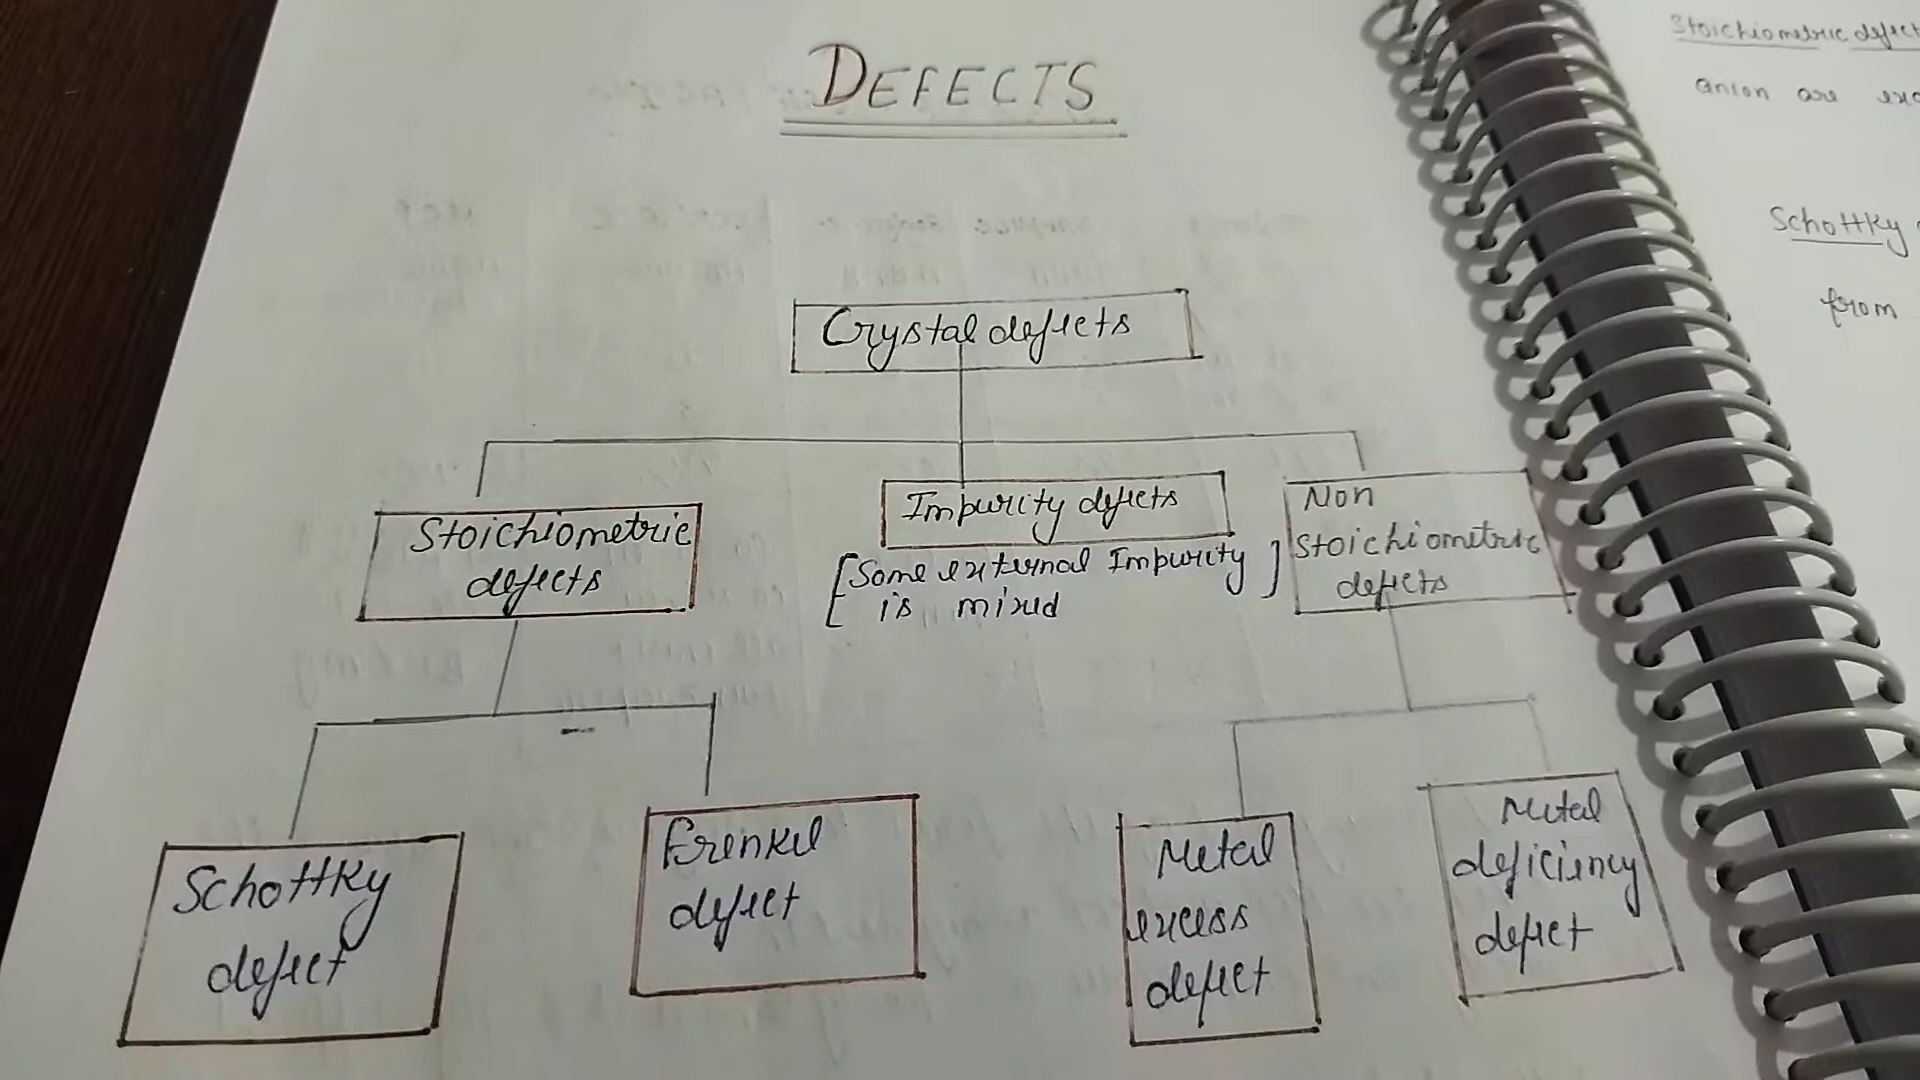 DEFECTS
Crystal defects
Stoichiometric
defects
Impurity defects
[Some external Impurity]
is mixed
Non
Stoichiometric
defects
Schottky
defect
Frenkel
defect
Metal
excess
defect
Metal
deficiency
defect
Stoichiometric defect
anion are
Schottky
from